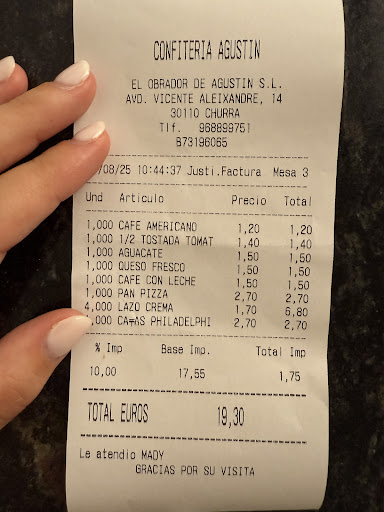 CONFITERIA AGUSTIN
EL OBRADOR DE AGUSTIN S.L.
AVD. VICENTE ALEIXANDRE, 14
30110 CHURRA
Tlf. 968899751
B73196065
/08/25 10:44:37 Justi.Factura Mesa 3
Und Articulo Precio Total
1,000 CAFE AMERICANO 1,20 1,20
1,000 1/2 TOSTADA TOMAT 1,40 1,40
1,000 AGUACATE 1,50 1,50
1,000 QUESO FRESCO 1,50 1,50
1,000 CAFE CON LECHE 1,50 1,50
1,000 PAN PIZZA 2,70 2,70
4,000 LAZO CREMA 1,70 6,80
,000 PHILADELPHI 2,70 2,70
% Imp Base Imp. Total Imp
10,00 17,55 1,75
TOTAL EUROS 19,30
Le atendio MADY
GRACIAS POR SU VISITA